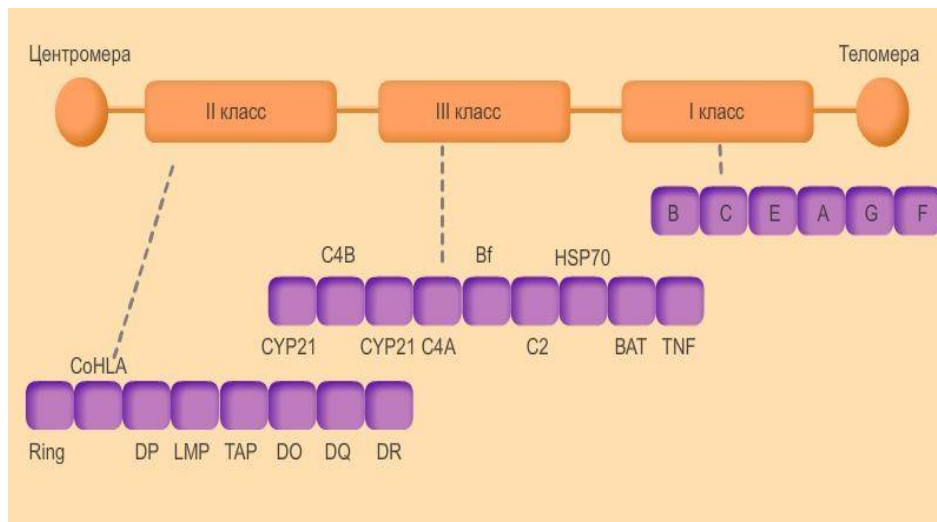 Центромера
Теломера
II класс
III класс
I класс
B C E A G F
C4B Bf HSP70
CYP21 CYP21 C4A C2 BAT TNF
CoHLA
Ring DP LMP TAP DO DQ DR